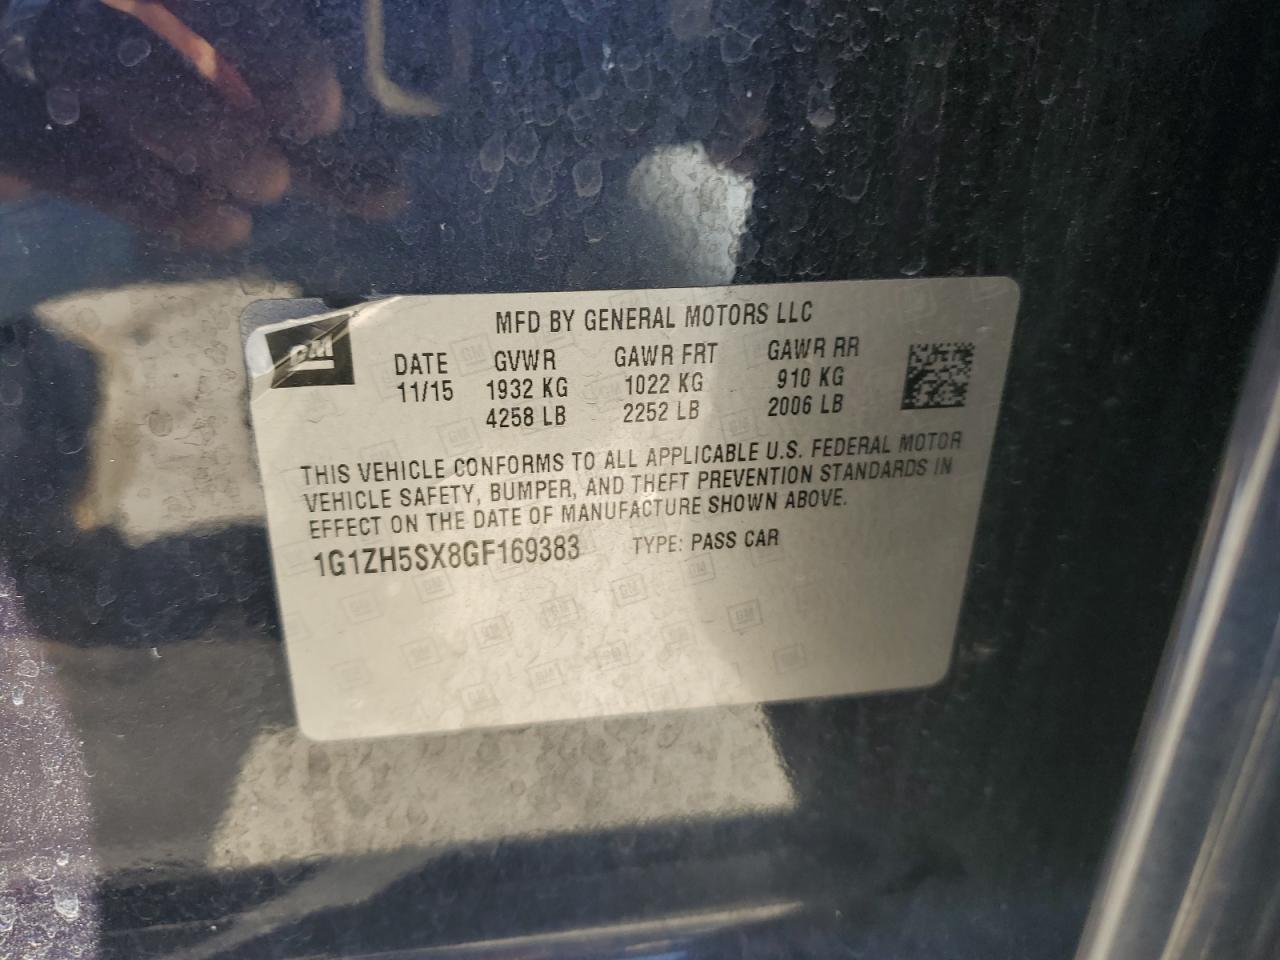 MFD BY GENERAL MOTORS LLC
GM
DATE GVWR GAWR FRT GAWR RR
11/15 1932 KG 1022 KG 910 KG
4258 LB 2252 LB 2006 LB
THIS VEHICLE CONFORMS TO ALL APPLICABLE U.S. FEDERAL MOTOR
VEHICLE SAFETY, BUMPER, AND THEFT PREVENTION STANDARDS IN
EFFECT ON THE DATE OF MANUFACTURE SHOWN ABOVE.
1G1ZH5SX8GF169383 TYPE: PASS CAR